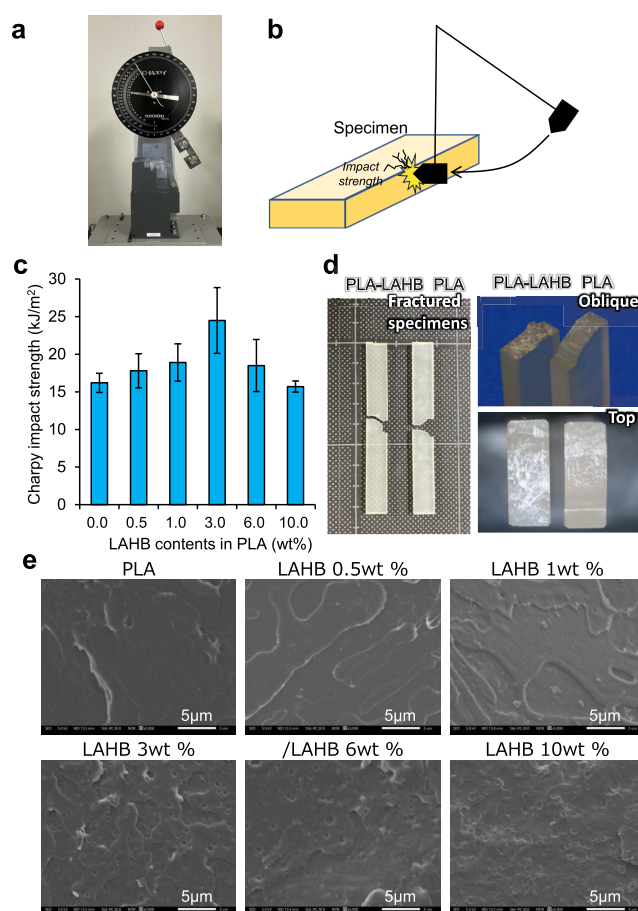 a
b
CHAPPY
TOYOSEIKI
Specimen
Impact
strength
c
Charpy impact strength (kJ/m²)
30
25
20
15
10
5
0
0.0 0.5 1.0 3.0 6.0 10.0
LAHB contents in PLA (wt%)
d
PLA-LAHB PLA
Fractured
specimens
PLA-LAHB PLA
Oblique
Top
e
PLA LAHB 0.5wt % LAHB 1wt %
5μm 5μm 5μm
LAHB 3wt % /LAHB 6wt % LAHB 10wt %
5μm 5μm 5μm